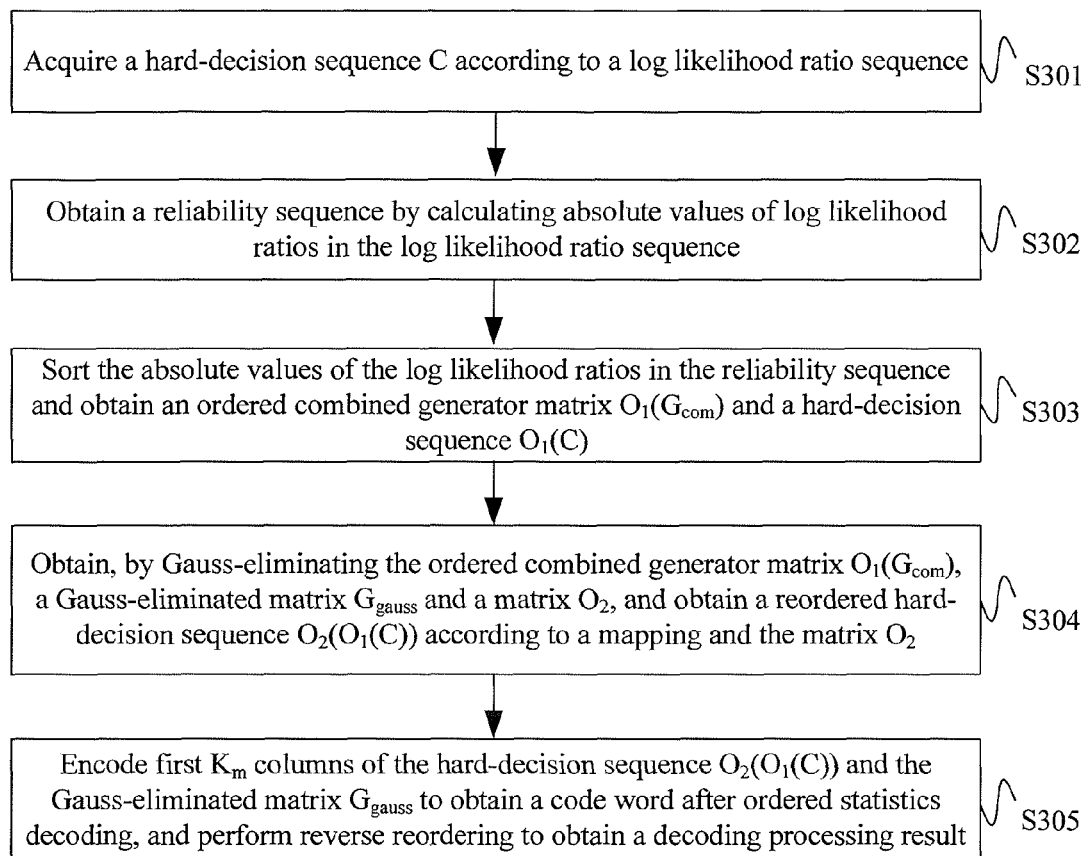 Acquire a hard-decision sequence C according to a log likelihood ratio sequence
S301
Obtain a reliability sequence by calculating absolute values of log likelihood
ratios in the log likelihood ratio sequence
S302
Sort the absolute values of the log likelihood ratios in the reliability sequence
and obtain an ordered combined generator matrix O₁(G_com) and a hard-decision
sequence O₁(C)
S303
Obtain, by Gauss-eliminating the ordered combined generator matrix O₁(G_com),
a Gauss-eliminated matrix G_gauss and a matrix O₂, and obtain a reordered hard-
decision sequence O₂(O₁(C)) according to a mapping and the matrix O₂
S304
Encode first K_m columns of the hard-decision sequence O₂(O₁(C)) and the
Gauss-eliminated matrix G_gauss to obtain a code word after ordered statistics
decoding, and perform reverse reordering to obtain a decoding processing result
S305